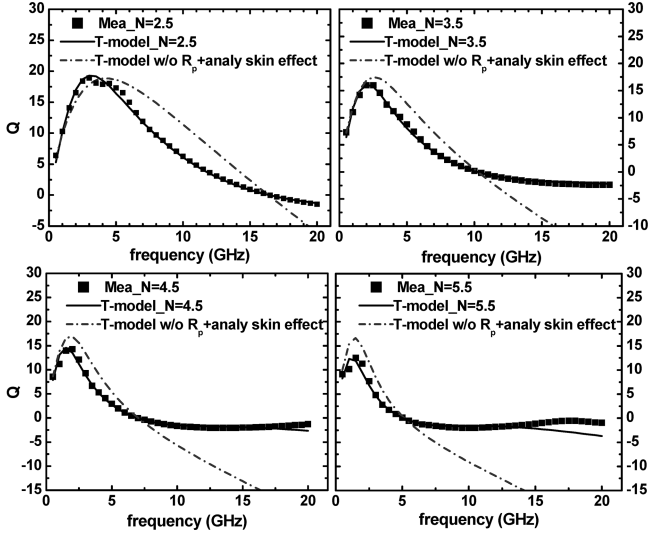 30
25
20
15
10
5
0
-5
Q
Mea_N=2.5
T-model_N=2.5
T-model w/o Rp+analy skin effect
0 5 10 15 20
frequency (GHz)
Mea_N=3.5
T-model_N=3.5
T-model w/o Rp+analy skin effect
30
25
20
15
10
5
0
-5
-10
0 5 10 15 20
frequency (GHz)
30
25
20
15
10
5
0
-5
-10
-15
Q
Mea_N=4.5
T-model_N=4.5
T-model w/o Rp+analy skin effect
0 5 10 15 20
frequency (GHz)
Mea_N=5.5
T-model_N=5.5
T-model w/o Rp+analy skin effect
30
25
20
15
10
5
0
-5
-10
-15
0 5 10 15 20
frequency (GHz)